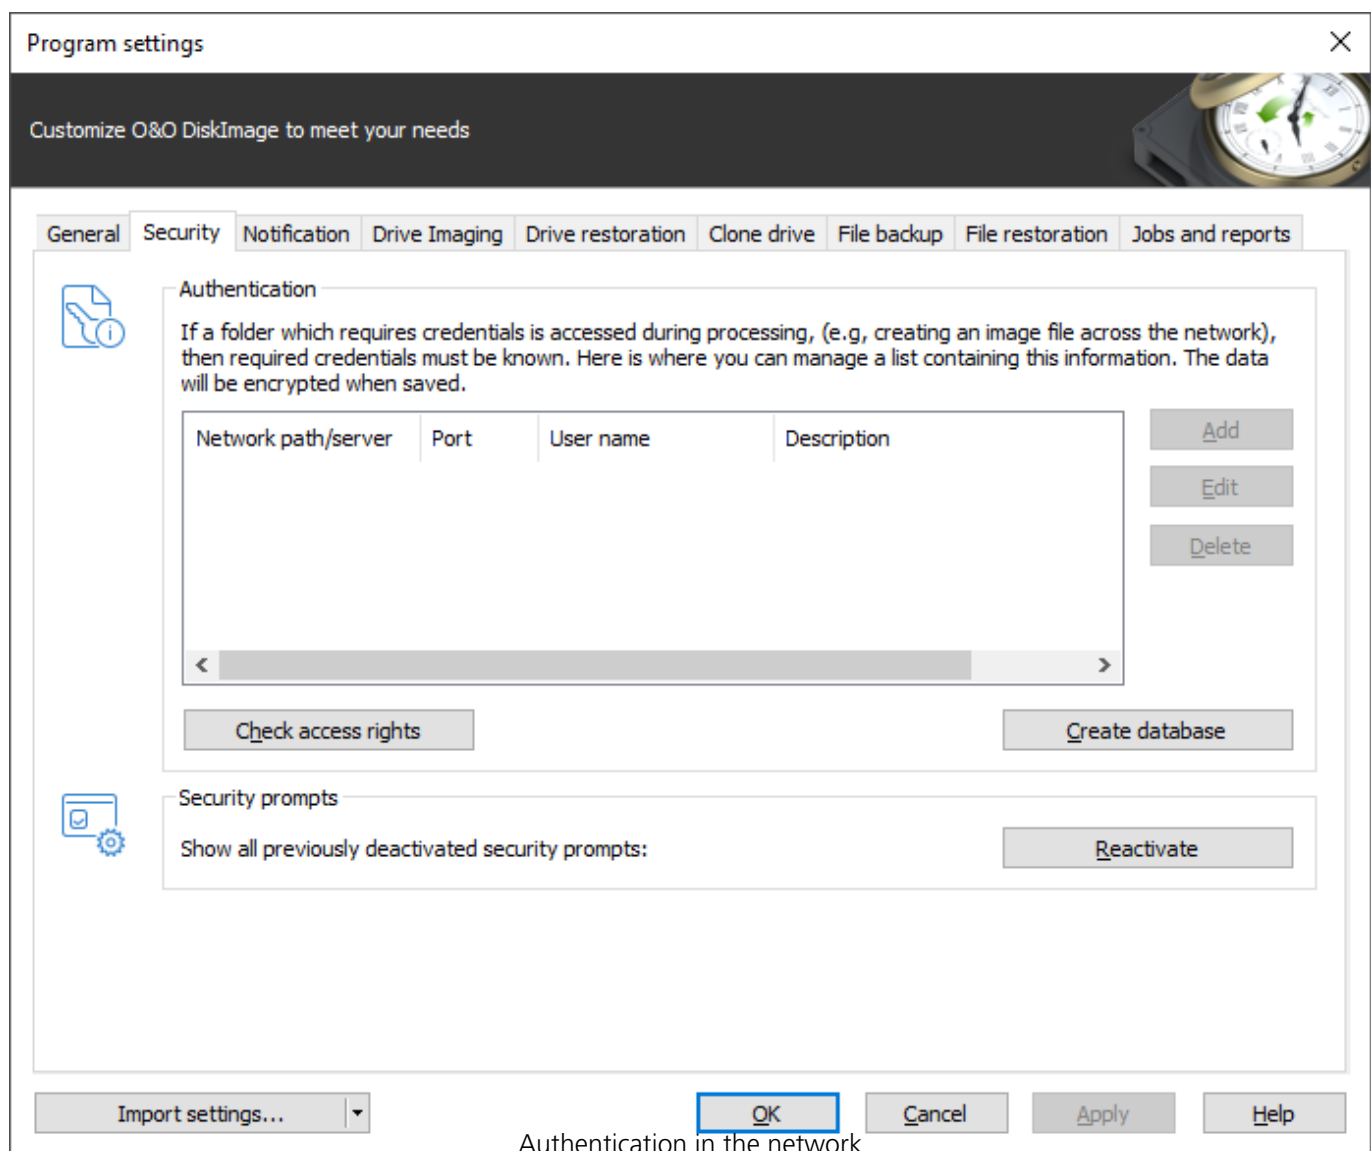 Program settings
Customize O&O DiskImage to meet your needs
General Security Notification Drive Imaging Drive restoration Clone drive File backup File restoration Jobs and reports
Authentication
If a folder which requires credentials is accessed during processing, (e.g, creating an image file across the network),
then required credentials must be known. Here is where you can manage a list containing this information. The data
will be encrypted when saved.
Network path/server Port User name Description
Add
Edit
Delete
Check access rights Create database
Security prompts
Show all previously deactivated security prompts: Reactivate
Import settings... OK Cancel Apply Help
Authentication in the network